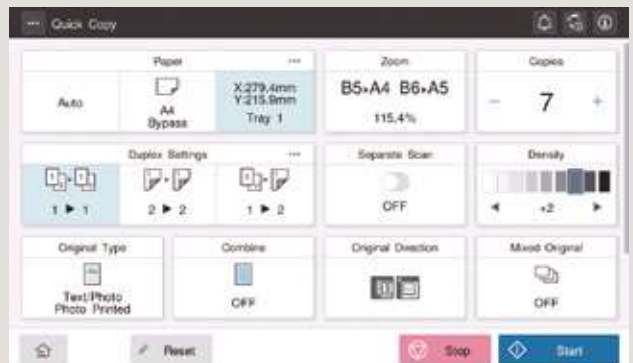 Quick Copy
Paper
Auto
A4
Bypass
X:279.4mm
Y:215.9mm
Tray 1
Zoom
B5▸A4 B6▸A5
115.4%
Copies
- 7 +
Duplex Settings
1 ▶ 1
2 ▶ 2
1 ▶ 2
Separate Scan
OFF
Density
◀ +2 ▶
Original Type
Text/Photo
Photo Printed
Combine
OFF
Original Direction
Mixed Original
OFF
Reset
Stop
Start